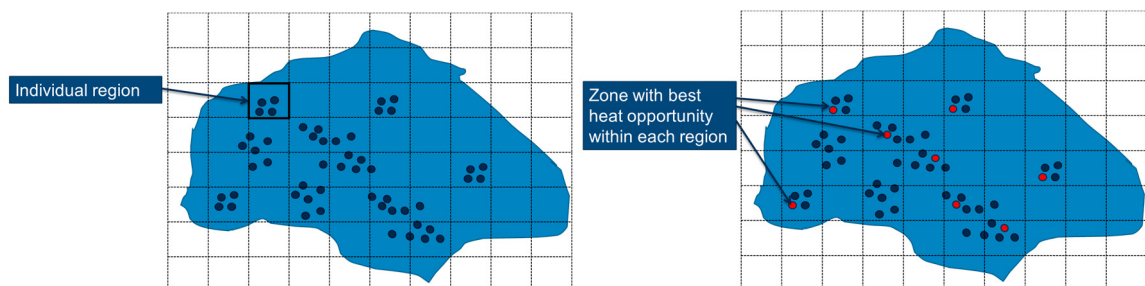 Individual region
Zone with best
heat opportunity
within each region